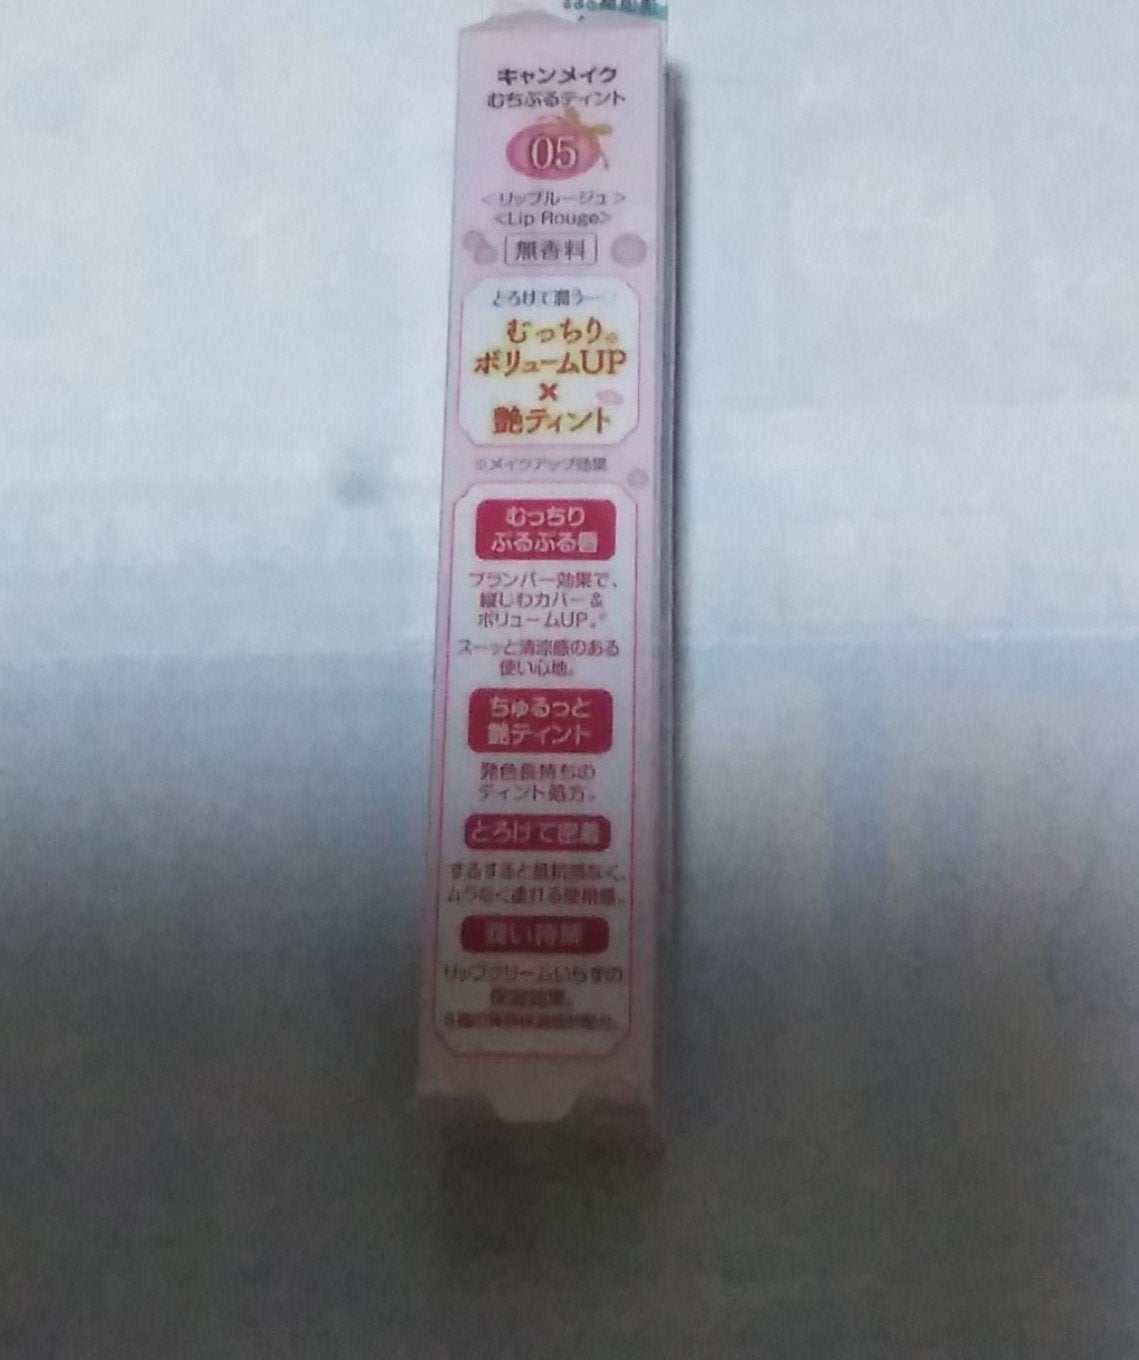 キャンメイク
むちぷるティント
05
<リップルージュ>
<Lip Rouge>
無香料
とろけて潤う…♡
むっちり※
ボリュームUP
×
艶ティント
※メイクアップ効果
むっちり
ぷるぷる唇
プランパー効果で、
縦じわカバー＆
ボリュームUP。※
スーッと清涼感のある
使い心地。
ちゅるっと
艶ティント
発色長持ちの
ティント処方。
とろけて密着
するすると抵抗感なく、
ムラなく塗れる使用感。
潤い持続
リップクリームいらずの
保湿効果。